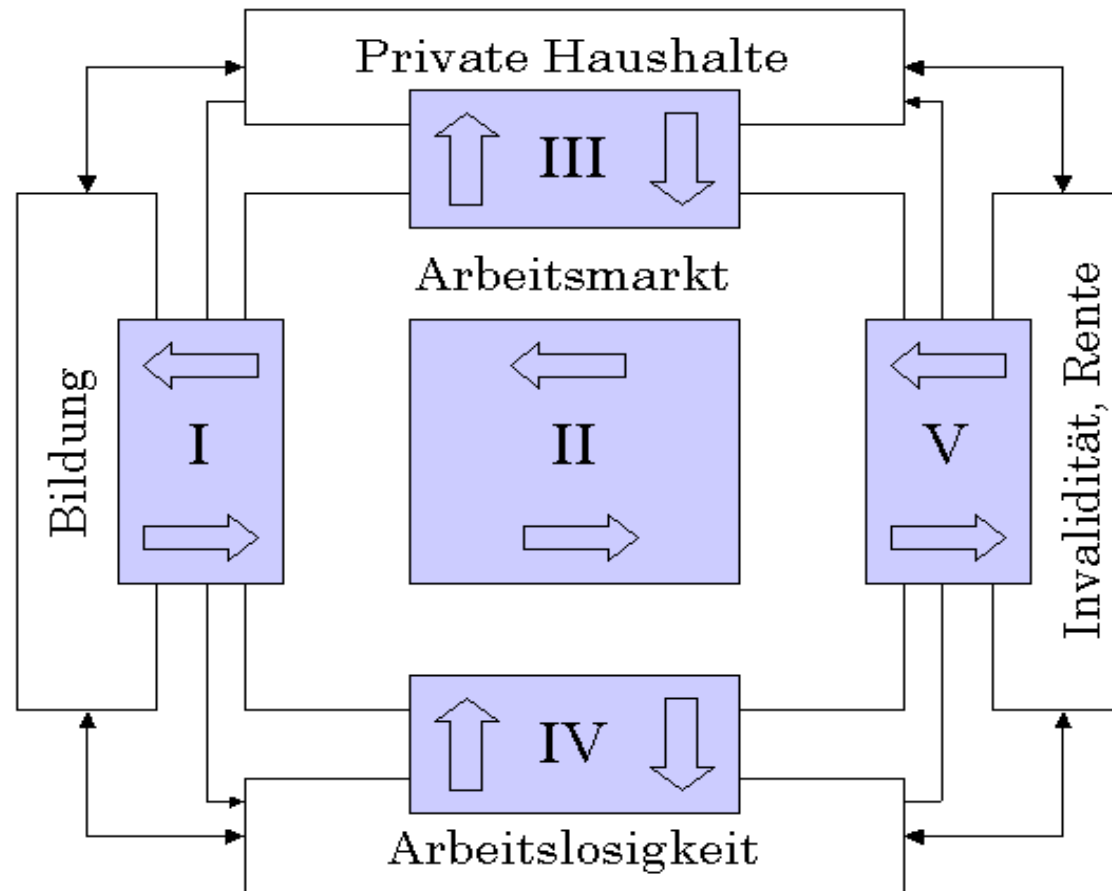 Private Haushalte
III
Arbeitsmarkt
Bildung
I
II
V
Invalidität, Rente
IV
Arbeitslosigkeit